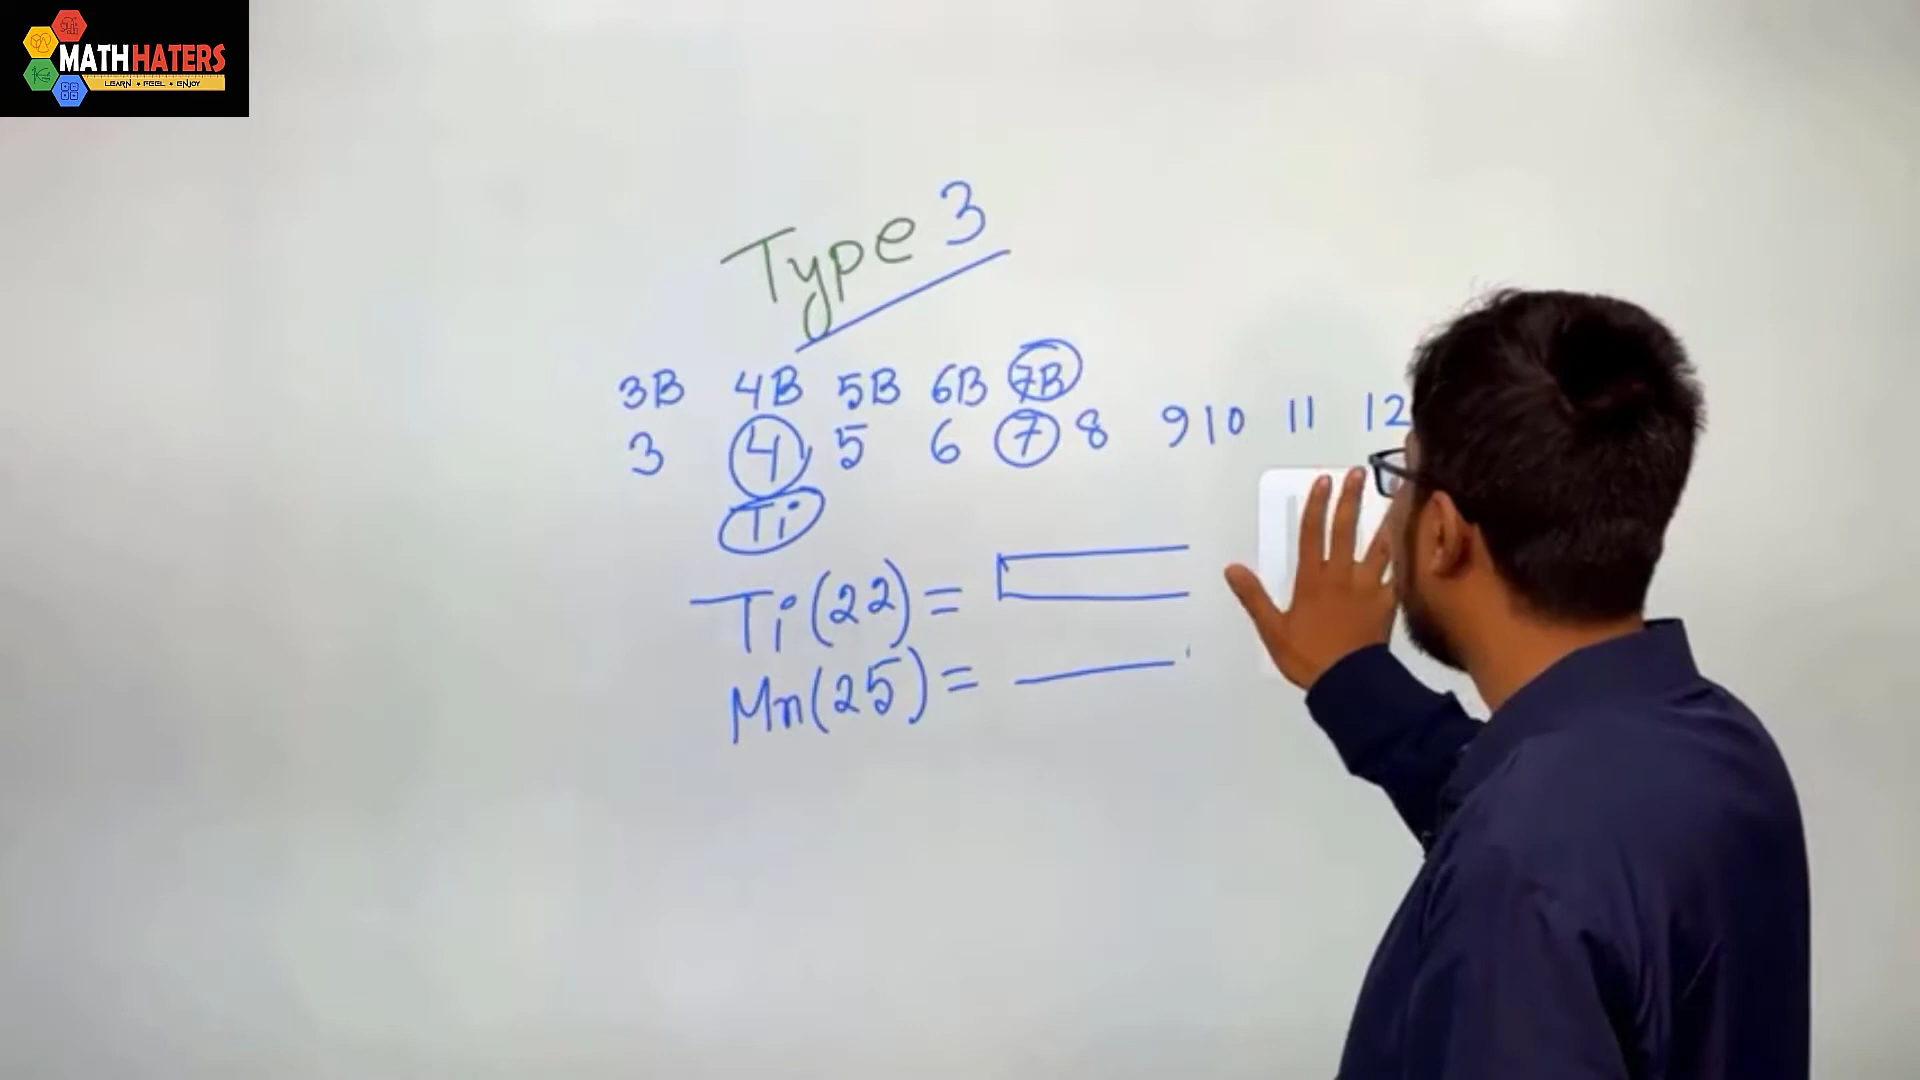 MATHHATERS
LEARN • FEEL • ENJOY
Type 3
3B 4B 5B 6B 7B
3 4 5 6 7 8 9 10 11 12
Ti
Ti(22) =
Mn(25) =